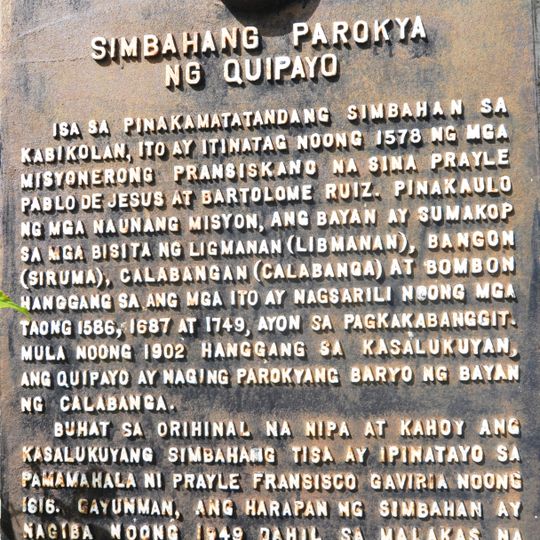 SIMBAHANG PAROKYA
NG QUIPAYO
ISA SA PINAKAMATATANDANG SIMBAHAN SA
KABIKOLAN, ITO AY ITINATAG NOONG 1578 NG MGA
MISYONERONG PRANSISKANO NA SINA PRAYLE
PABLO DE JESUS AT BARTOLOME RUIZ. PINAKAULO
NG MGA NAUNANG MISYON, ANG BAYAN AY SUMAKOP
SA MGA BISITA NG LIGMANAN (LIBMANAN), BANGON
(SIRUMA), CALABANGAN (CALABANGA) AT BOMBON
HANGGANG SA ANG MGA ITO AY NAGSARILI NOONG MGA
TAONG 1586, 1687 AT 1749, AYON SA PAGKAKABANGGIT.
MULA NOONG 1902 HANGGANG SA KASALUKUYAN,
ANG QUIPAYO AY NAGING PAROKYANG BARYO NG BAYAN
NG CALABANGA.
BUHAT SA ORIHINAL NA NIPA AT KAHOY ANG
KASALUKUYANG SIMBAHANG TISA AY IPINATAYO SA
PAMAMAHALA NI PRAYLE FRANSISCO GAVIRIA NOONG
1616. GAYUNMAN, ANG HARAPAN NG SIMBAHAN AY
NAGIBA NOONG 1949 DAHIL SA MALAKAS NA